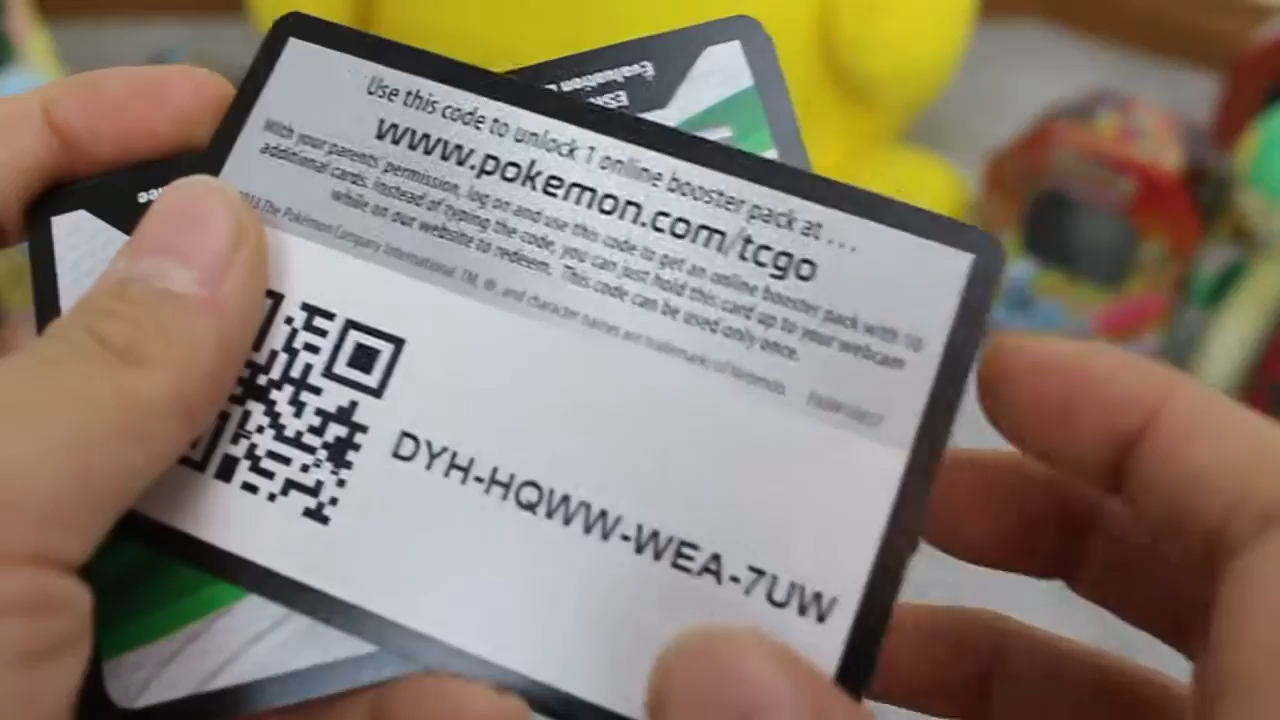 Use this code to unlock 1 online booster pack at ...
www.pokemon.com/tcgo
With your parents' permission, log on and use this code to get an online booster pack with 10
additional cards. Instead of typing the code, you can just hold this card up to your webcam
while on our website to redeem. This code can be used only once.
The Pokémon Company International. TM, ®, and character names are trademarks of Nintendo.
DYH-HQWW-WEA-7UW
Évaluation